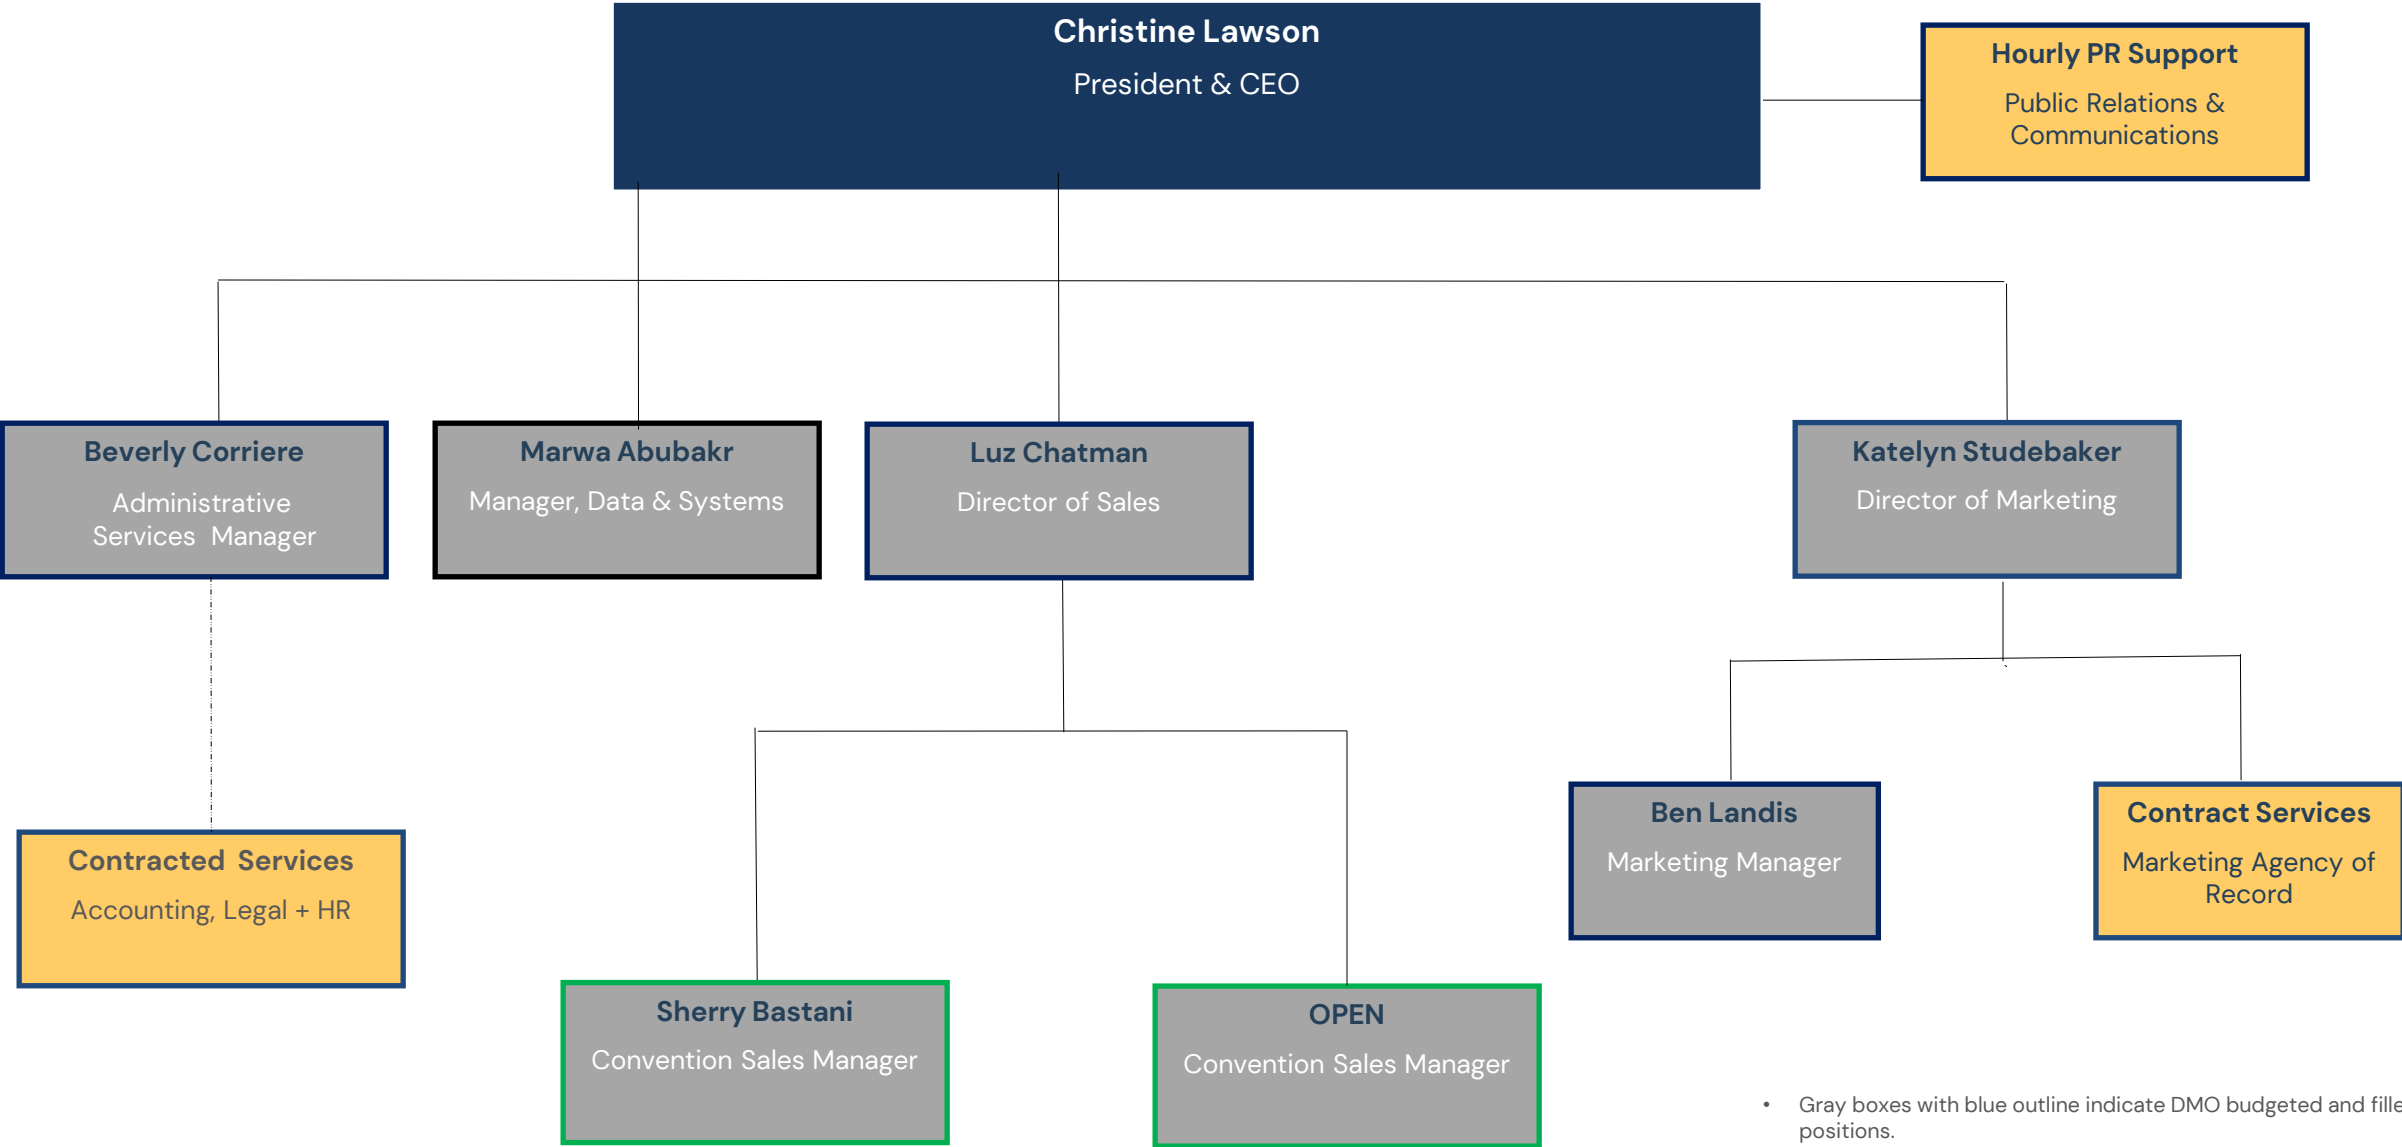 Christine Lawson
President & CEO
Hourly PR Support
Public Relations &
Communications
Beverly Corriere
Administrative
Services Manager
Marwa Abubakr
Manager, Data & Systems
Luz Chatman
Director of Sales
Katelyn Studebaker
Director of Marketing
Ben Landis
Marketing Manager
Contract Services
Marketing Agency of
Record
Contracted Services
Accounting, Legal + HR
Sherry Bastani
Convention Sales Manager
OPEN
Convention Sales Manager
• Gray boxes with blue outline indicate DMO budgeted and
positions.